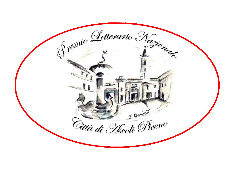 Premio Letterario Nazionale
Città di Ascoli Piceno